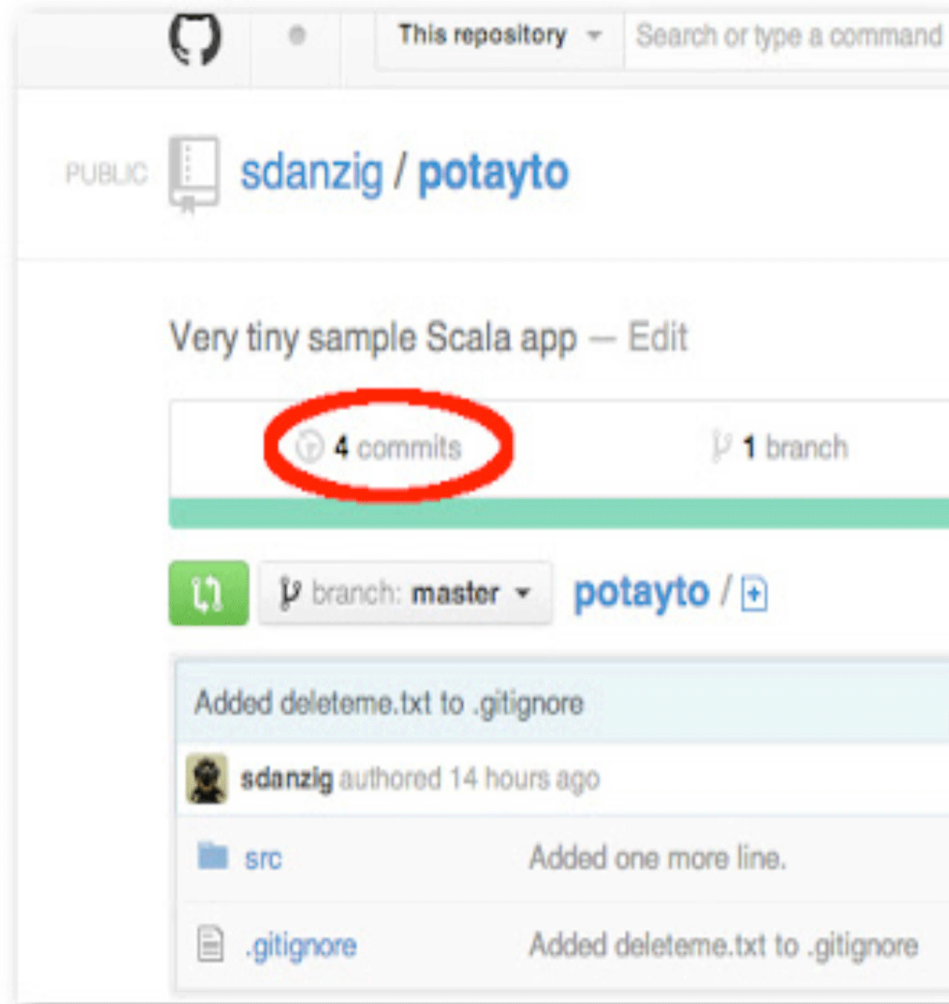 This repository Search or type a command
PUBLIC sdanzig / potayto
Very tiny sample Scala app — Edit
4 commits 1 branch
branch: master potayto /
Added deleteme.txt to .gitignore
sdanzig authored 14 hours ago
src Added one more line.
.gitignore Added deleteme.txt to .gitignore